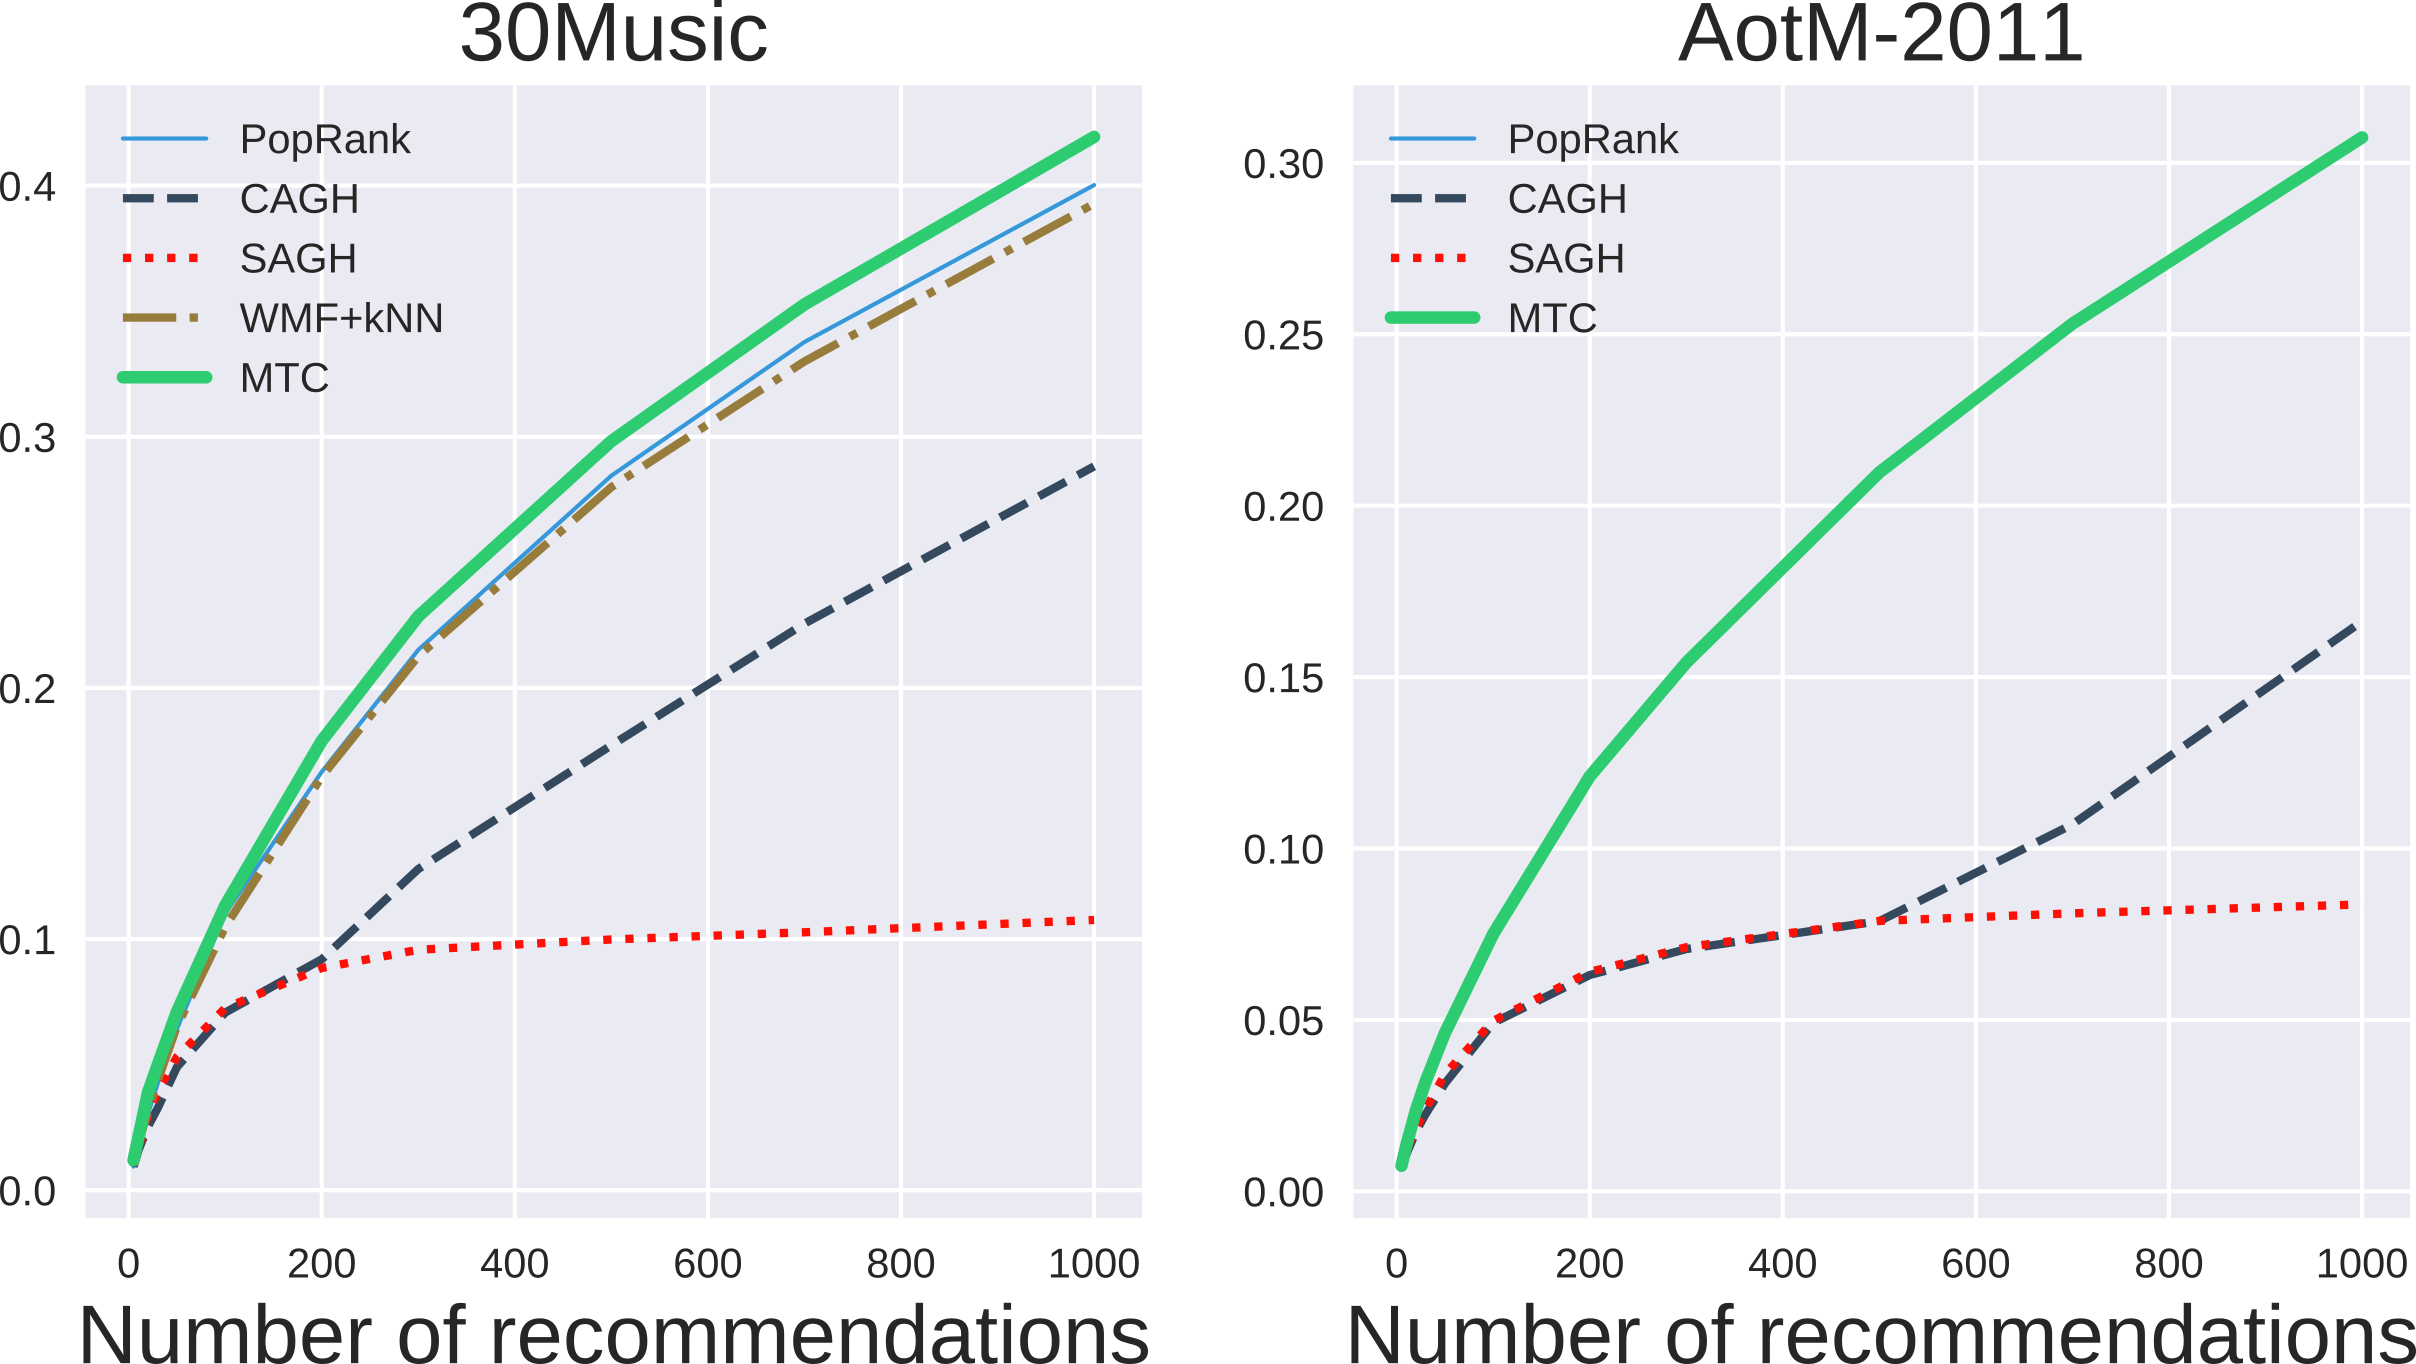 30Music
PopRank
CAGH
SAGH
WMF+kNN
MTC
0.4
0.3
0.2
0.1
0.0
0 200 400 600 800 1000
Number of recommendations
AotM-2011
PopRank
CAGH
SAGH
MTC
0.30
0.25
0.20
0.15
0.10
0.05
0.00
0 200 400 600 800 1000
Number of recommendations